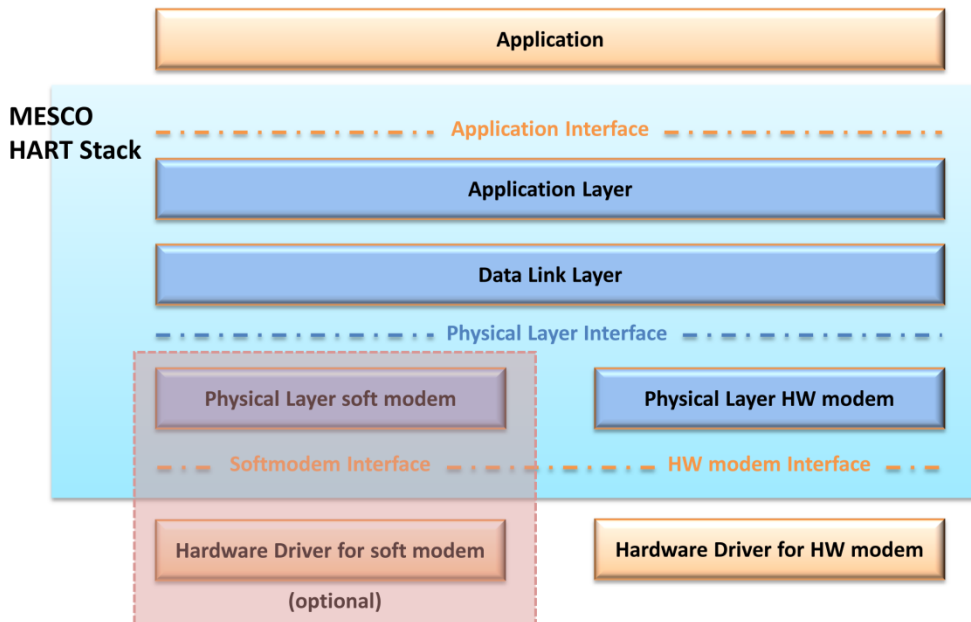 Application
MESCO
HART Stack
Application Interface
Application Layer
Data Link Layer
Physical Layer Interface
Physical Layer soft modem
Physical Layer HW modem
Softmodem Interface
HW modem Interface
Hardware Driver for soft modem
Hardware Driver for HW modem
(optional)